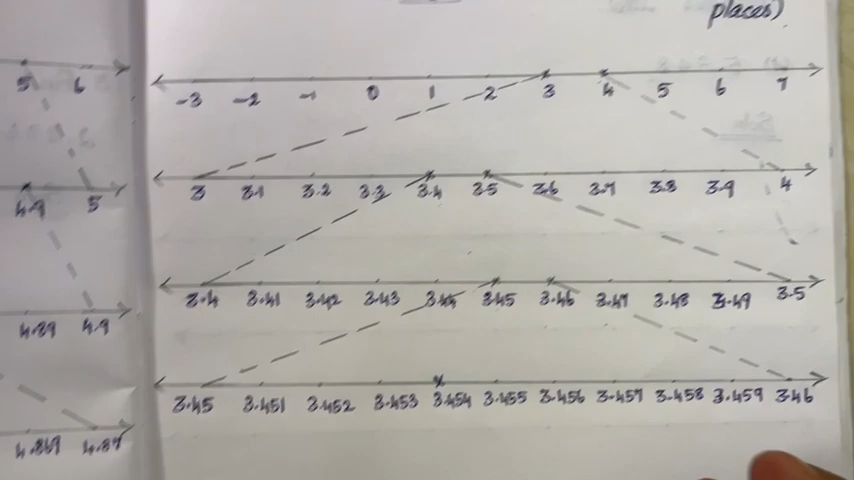 places)
5 6
-3 -2 -1 0 1 2 3 4 5 6 7
3 3.1 3.2 3.3 3.4 3.5 3.6 3.7 3.8 3.9 4
4.9 5
3.4 3.41 3.42 3.43 3.44 3.45 3.46 3.47 3.48 3.49 3.5
4.89 4.9
3.45 3.451 3.452 3.453 3.454 3.455 3.456 3.457 3.458 3.459 3.46
4.869 4.87